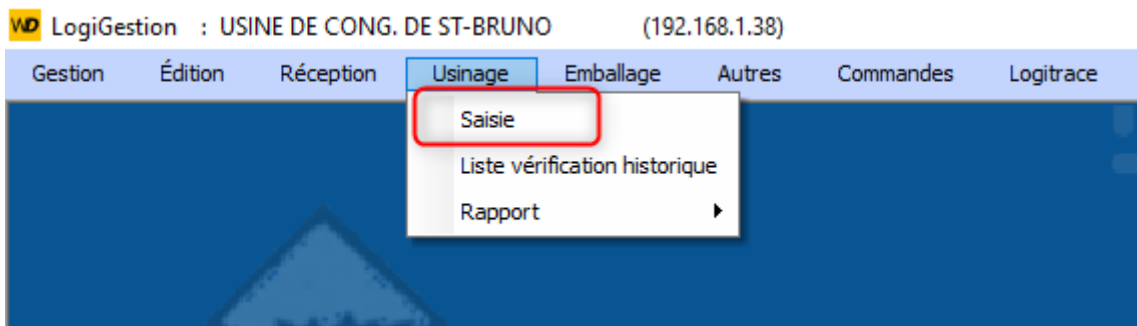 WD LogiGestion : USINE DE CONG. DE ST-BRUNO (192.168.1.38)
Gestion Édition Réception Usinage Emballage Autres Commandes Logitrace
Saisie
Liste vérification historique
Rapport